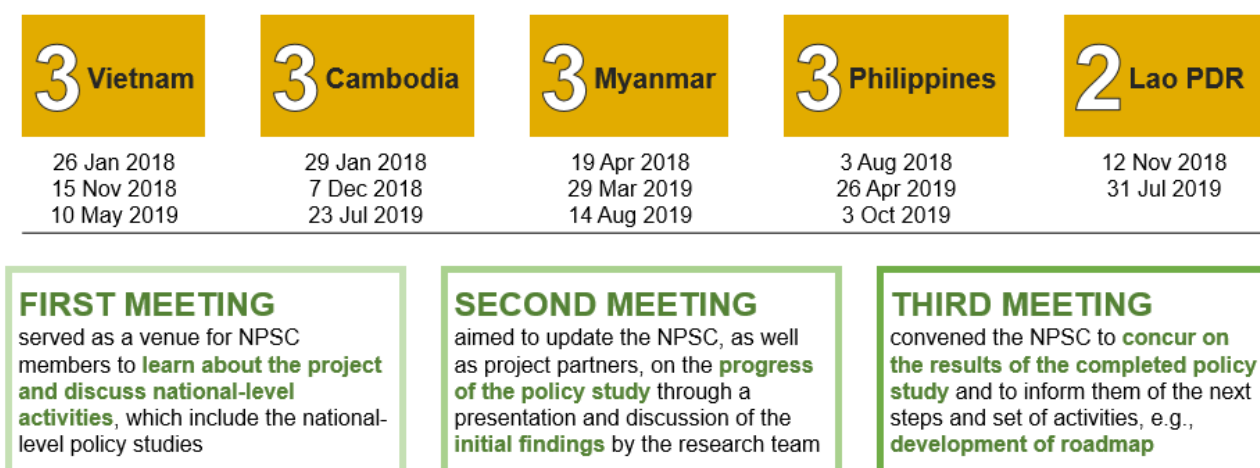 3 Vietnam
26 Jan 2018
15 Nov 2018
10 May 2019
3 Cambodia
29 Jan 2018
7 Dec 2018
23 Jul 2019
3 Myanmar
19 Apr 2018
29 Mar 2019
14 Aug 2019
3 Philippines
3 Aug 2018
26 Apr 2019
3 Oct 2019
2 Lao PDR
12 Nov 2018
31 Jul 2019
FIRST MEETING
served as a venue for NPSC
members to learn about the project
and discuss national-level
activities, which include the national-
level policy studies
SECOND MEETING
aimed to update the NPSC, as well
as project partners, on the progress
of the policy study through a
presentation and discussion of the
initial findings by the research team
THIRD MEETING
convened the NPSC to concur on
the results of the completed policy
study and to inform them of the next
steps and set of activities, e.g.,
development of roadmap